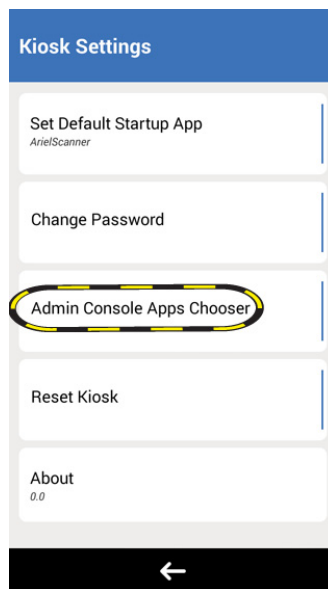 Kiosk Settings
Set Default Startup App
ArielScanner
Change Password
Admin Console Apps Chooser
Reset Kiosk
About
0.0